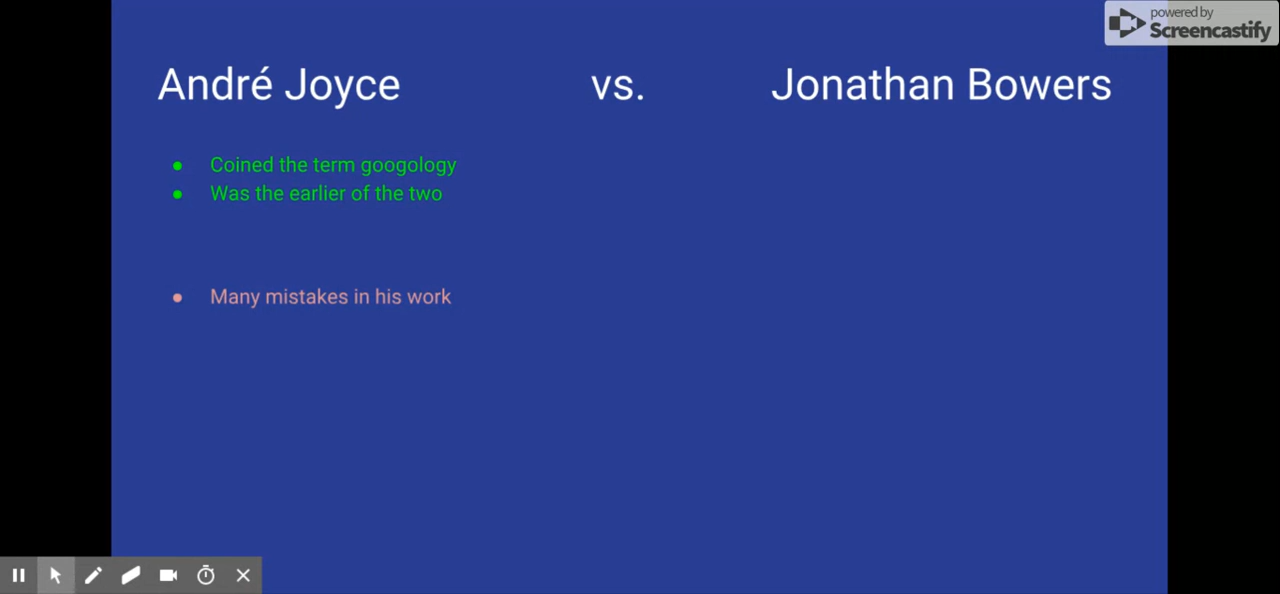 powered by
Screencastify
André Joyce vs. Jonathan Bowers
Coined the term googology
Was the earlier of the two
Many mistakes in his work